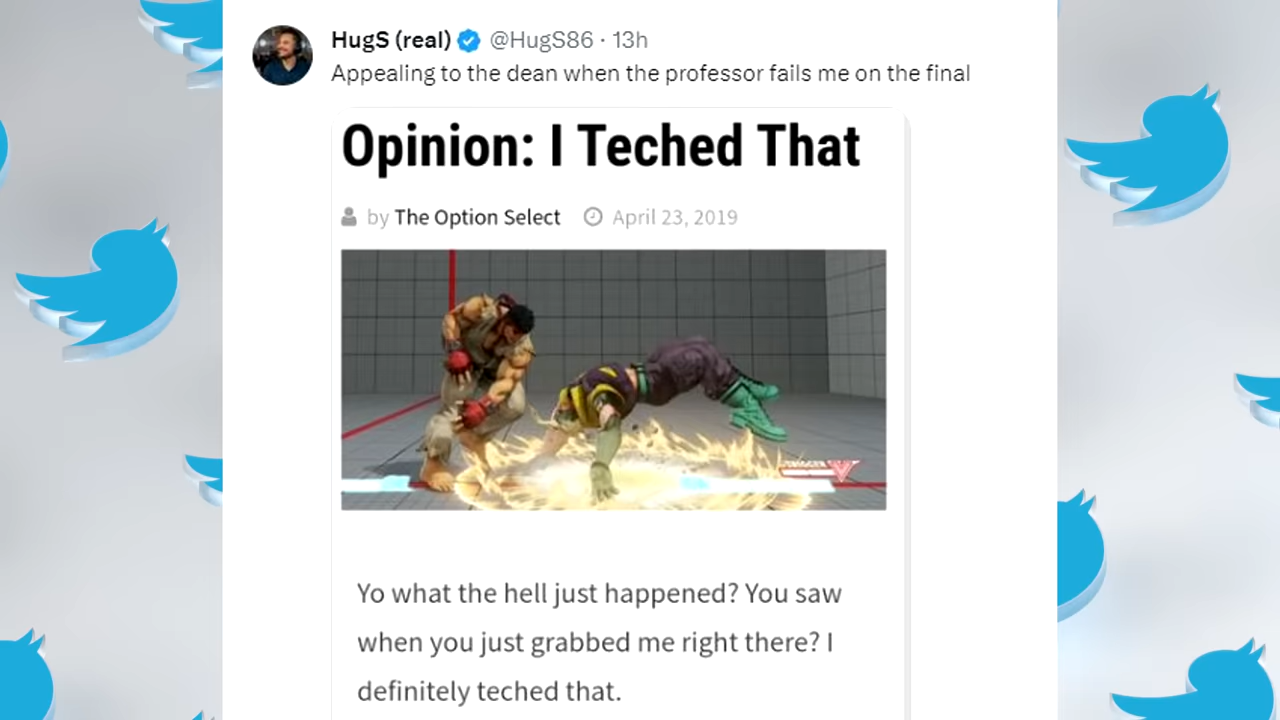 HugS (real) @HugS86 · 13h
Appealing to the dean when the professor fails me on the final
Opinion: I Teched That
by The Option Select April 23, 2019
Yo what the hell just happened? You saw
when you just grabbed me right there? I
definitely teched that.